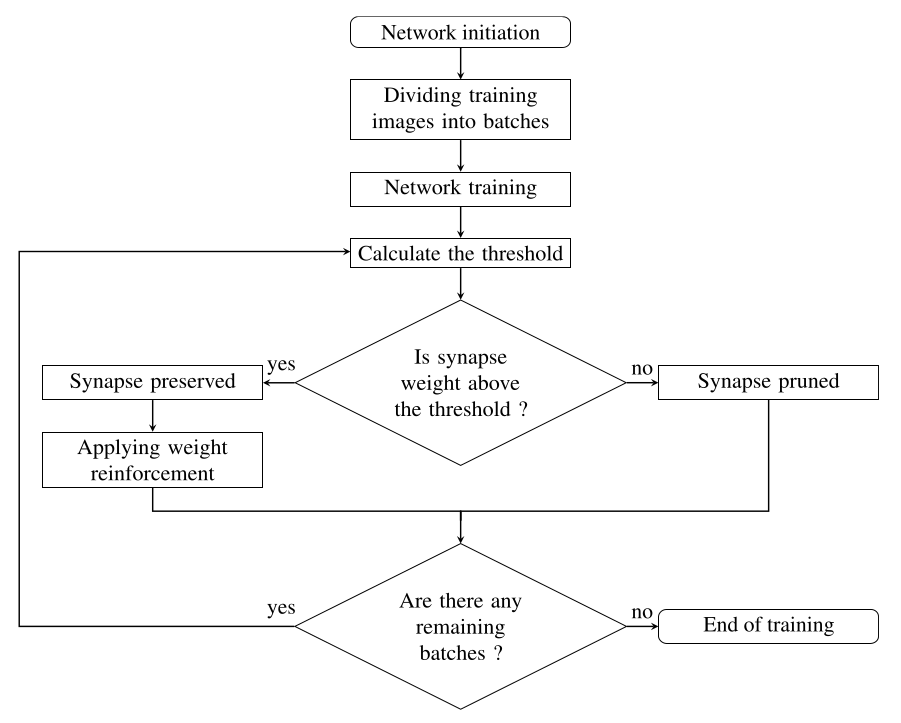 Network initiation
Dividing training
images into batches
Network training
Calculate the threshold
Is synapse
weight above
the threshold ?
yes
no
Synapse preserved
Synapse pruned
Applying weight
reinforcement
Are there any
remaining
batches ?
yes
no
End of training